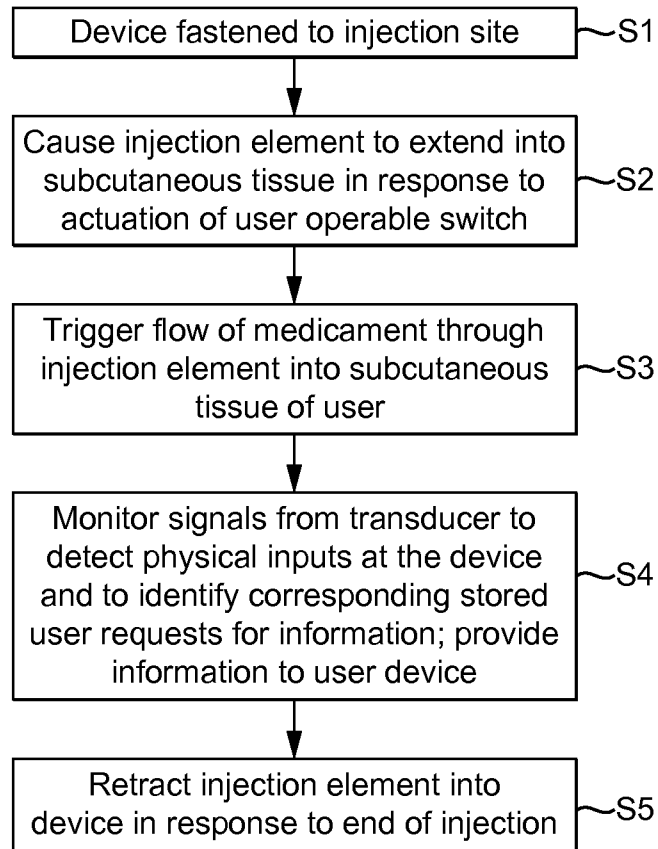 Device fastened to injection site
S1
Cause injection element to extend into
subcutaneous tissue in response to
actuation of user operable switch
S2
Trigger flow of medicament through
injection element into subcutaneous
tissue of user
S3
Monitor signals from transducer to
detect physical inputs at the device
and to identify corresponding stored
user requests for information; provide
information to user device
S4
Retract injection element into
device in response to end of injection
S5